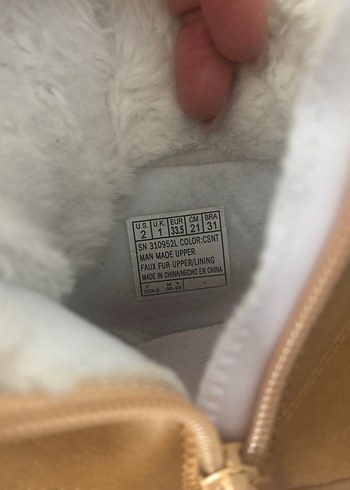 U.S. U.K. EUR CM BRA
2 1 33.5 21 31
SN 310952L COLOR:CSNT
MAN MADE UPPER
FAUX FUR UPPER/LINING
MADE IN CHINA/HECHO EN CHINA